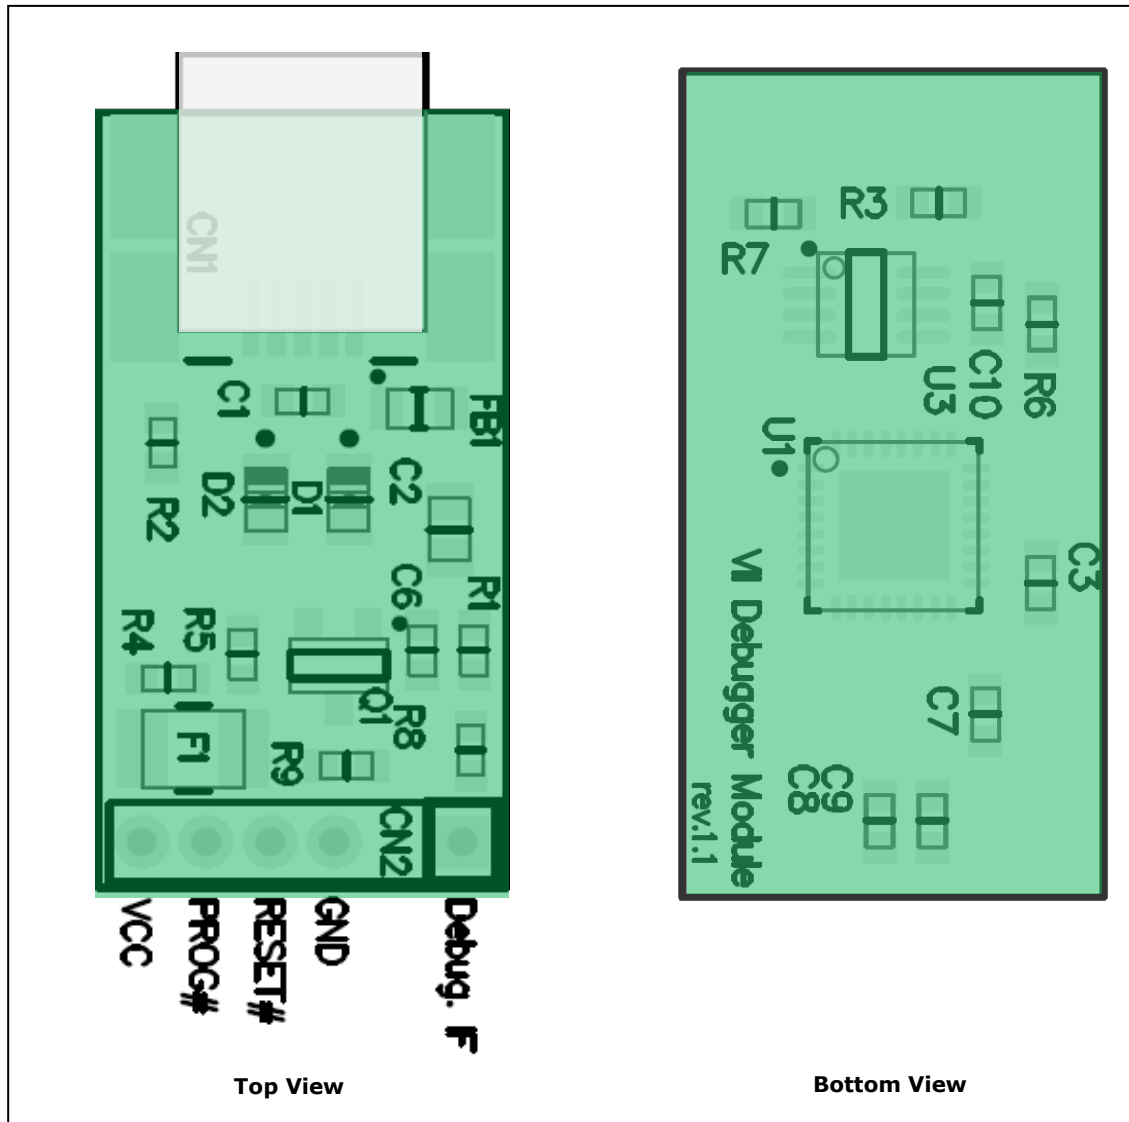 CN1
C1
FB1
R2
D2
D1
C2
C6
R1
R4
R5
Q1
R8
F1
R9
CN2
VCC
PROG#
RESET#
GND
Debug. IF
Top View
R3
R7
U3
C10
R6
U1
C3
C7
C8
C9
VII Debugger Module
rev.1.1
Bottom View